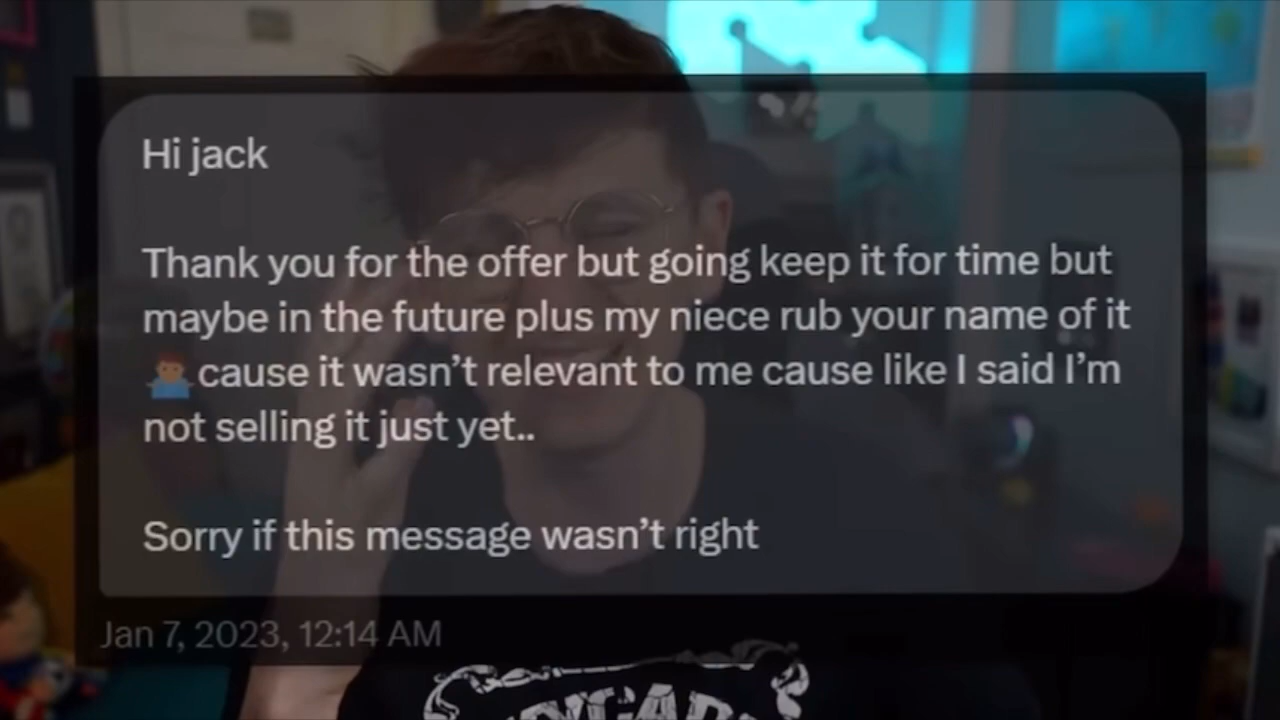 Hi jack
Thank you for the offer but going keep it for time but
maybe in the future plus my niece rub your name of it
🤷🏽‍♂️cause it wasn't relevant to me cause like I said I'm
not selling it just yet..
Sorry if this message wasn't right
Jan 7, 2023, 12:14 AM